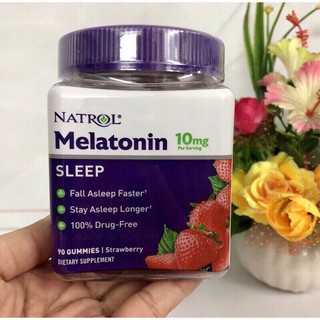 NATROL®
Melatonin 10mg
Per Serving
SLEEP
Fall Asleep Faster†
Stay Asleep Longer†
100% Drug-Free
90 GUMMIES | Strawberry
DIETARY SUPPLEMENT